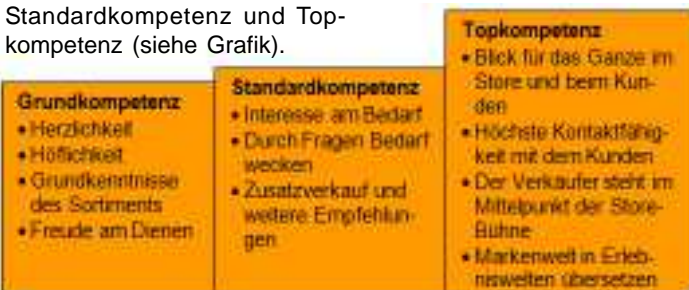 Standardkompetenz und Top-
kompetenz (siehe Grafik).
Grundkompetenz
• Herzlichkeit
• Höflichkeit
• Grundkenntnisse
des Sortiments
• Freude am Dienen
Standardkompetenz
• Interesse am Bedarf
• Durch Fragen Bedarf
wecken
• Zusatzverkauf und
weitere Empfehlun-
gen
Topkompetenz
• Blick für das Ganze im
Store und beim Kun-
den
• Höchste Kontaktfähig-
keit mit dem Kunden
• Der Verkäufer steht im
Mittelpunkt der Store-
Bühne
• Markenwelt in Erleb-
niswelten übersetzen